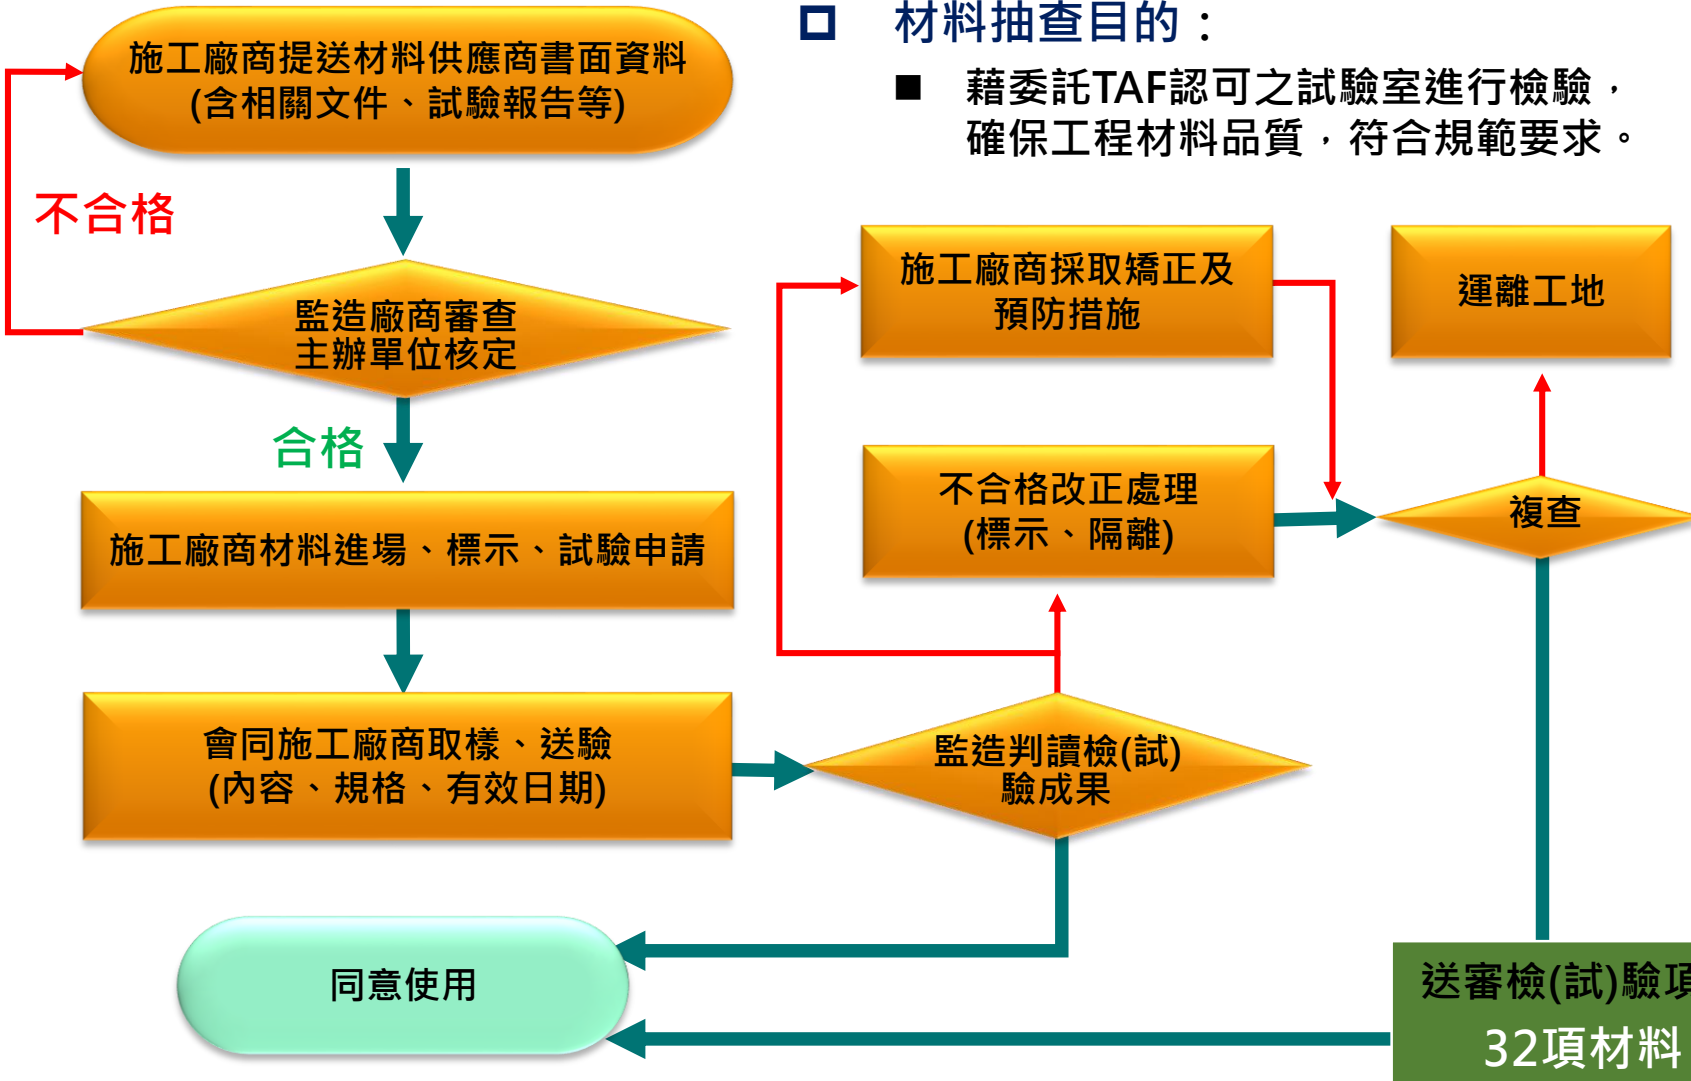 施工廠商提送材料供應商書面資料
(含相關文件、試驗報告等)
材料抽查目的：
藉委託TAF認可之試驗室進行檢驗，
確保工程材料品質，符合規範要求。
不合格
監造廠商審查
主辦單位核定
合格
施工廠商材料進場、標示、試驗申請
會同施工廠商取樣、送驗
(內容、規格、有效日期)
施工廠商採取矯正及
預防措施
運離工地
不合格改正處理
(標示、隔離)
複查
監造判讀檢(試)
驗成果
同意使用
送審檢(試)驗項
32項材料